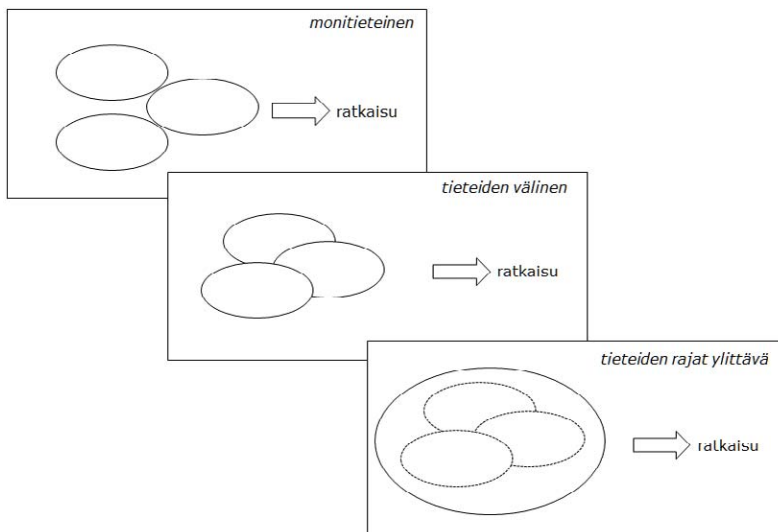 monitieteinen
ratkaisu
tieteiden välinen
ratkaisu
tieteiden rajat ylittävä
ratkaisu